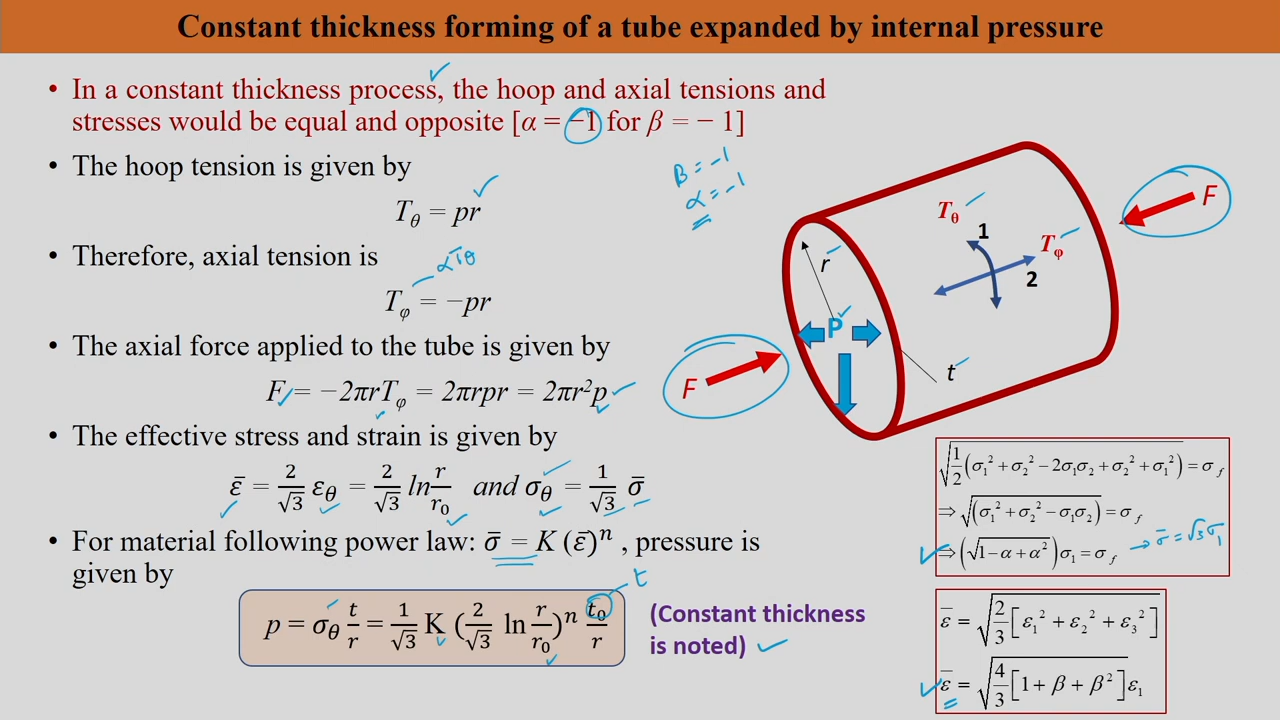 Constant thickness forming of a tube expanded by internal pressure
• In a constant thickness process, the hoop and axial tensions and
stresses would be equal and opposite [α = −1 for β = − 1]
• The hoop tension is given by
T_θ = pr
• Therefore, axial tension is
αT_θ
T_φ = −pr
• The axial force applied to the tube is given by
F = −2πrT_φ = 2πrpr = 2πr²p
• The effective stress and strain is given by
ε̄ = 2/√3 ε_θ = 2/√3 ln r/r₀ and σ_θ = 1/√3 σ̄
• For material following power law: σ̄ = K (ε̄)ⁿ , pressure is
given by
t
p = σ_θ t/r = 1/√3 K (2/√3 ln r/r₀)ⁿ t₀/r
(Constant thickness
is noted)
β = −1
α = −1
T_θ
1
T_φ
2
F
r
P
t
F
√(1/2 (σ₁² + σ₂² − 2σ₁σ₂ + σ₂² + σ₁²)) = σ_f
⇒ √(σ₁² + σ₂² − σ₁σ₂) = σ_f
⇒ (√(1 − α + α²)) σ₁ = σ_f → σ̄ = √3 σ₁
ε̄ = √(2/3 [ε₁² + ε₂² + ε₃²])
ε̄ = √(4/3 [1 + β + β²]) ε₁